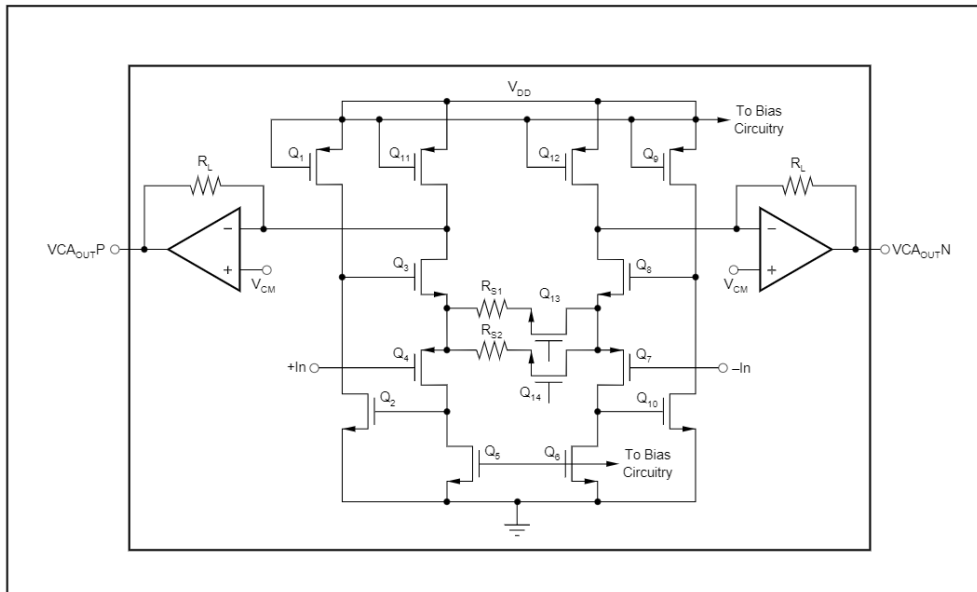 V_DD
To Bias
Circuitry
Q_1
Q_11
Q_12
Q_9
R_L
R_L
VCA_OUTP
−
+
V_CM
−
+
V_CM
VCA_OUTN
Q_3
Q_8
R_S1
Q_13
R_S2
Q_4
Q_7
+In
–In
Q_14
Q_2
Q_10
Q_5
Q_6
To Bias
Circuitry